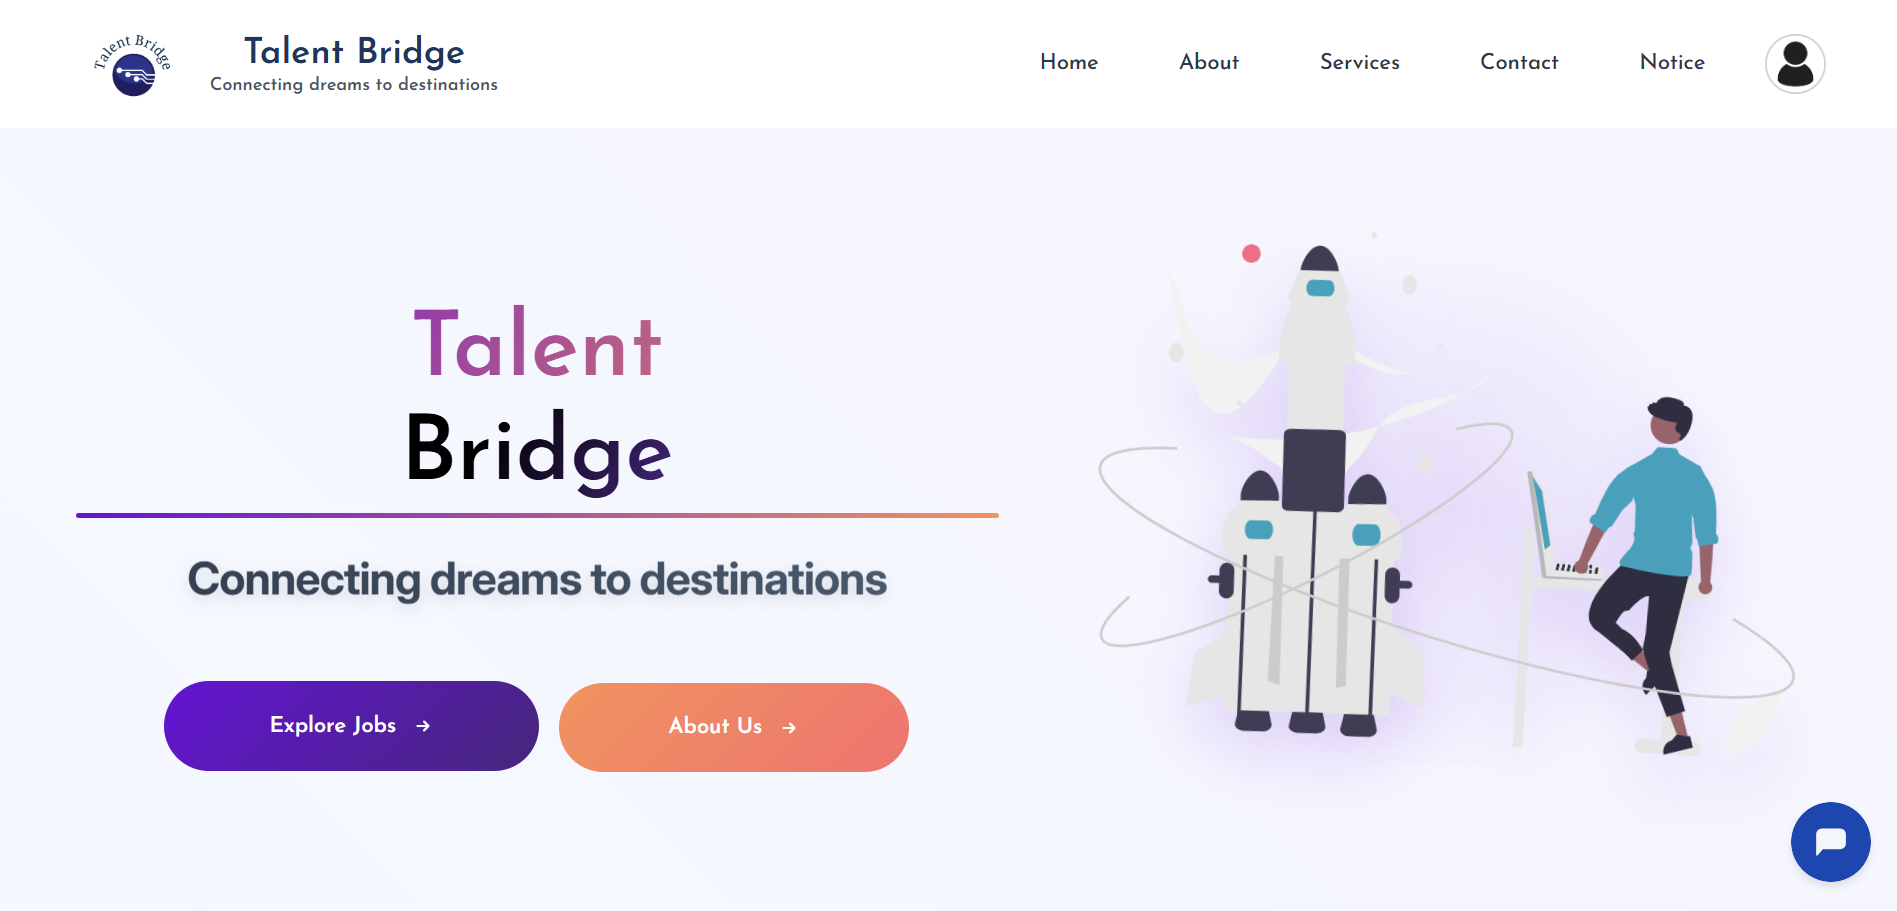 Talent Bridge
Talent Bridge
Connecting dreams to destinations
Home
About
Services
Contact
Notice
Talent
Bridge
Connecting dreams to destinations
Explore Jobs →
About Us →